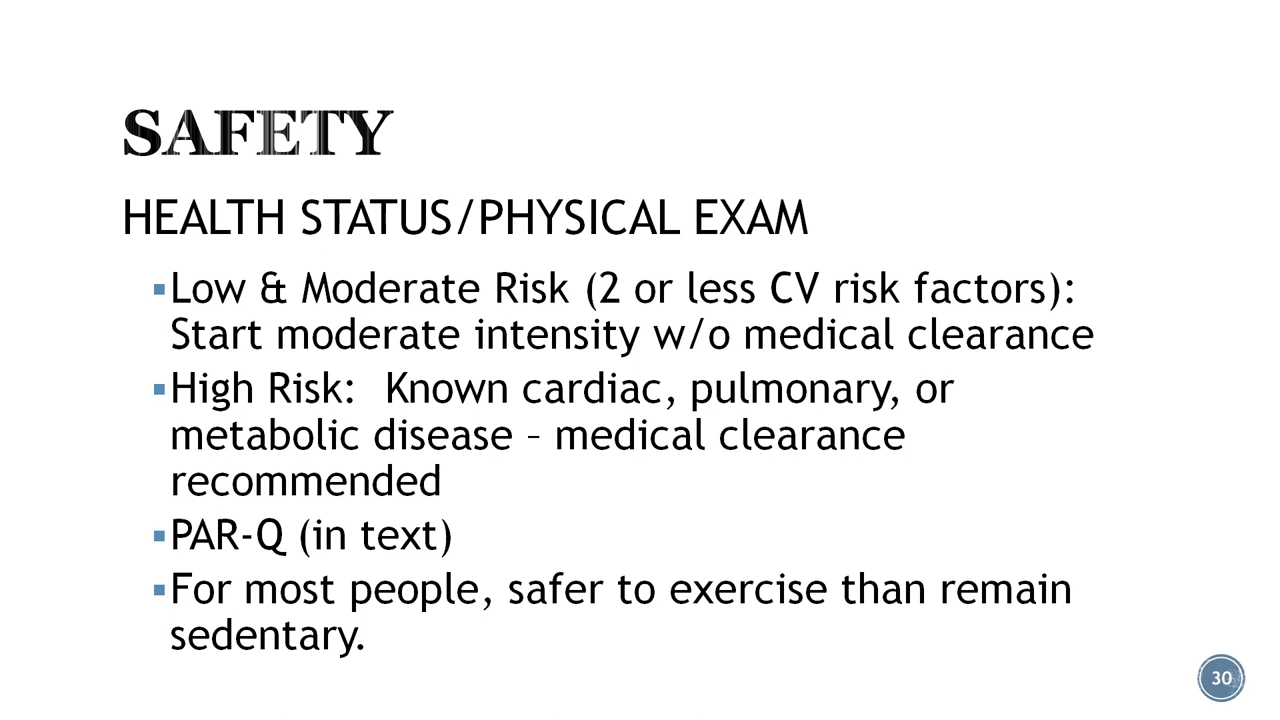 SAFETY
HEALTH STATUS/PHYSICAL EXAM
▪Low & Moderate Risk (2 or less CV risk factors):
Start moderate intensity w/o medical clearance
▪High Risk:  Known cardiac, pulmonary, or
metabolic disease – medical clearance
recommended
▪PAR-Q (in text)
▪For most people, safer to exercise than remain
sedentary.
30